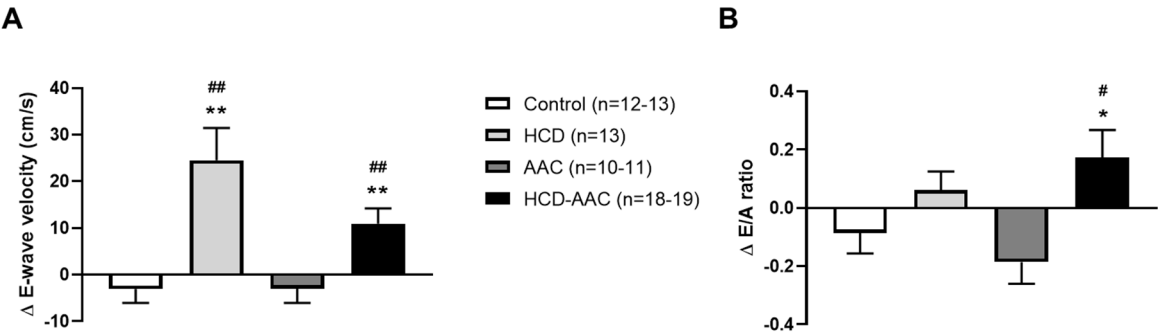 A
Δ E-wave velocity (cm/s)
40
30
20
10
0
-10
##
**
##
**
Control (n=12-13)
HCD (n=13)
AAC (n=10-11)
HCD-AAC (n=18-19)
B
Δ E/A ratio
0.4
0.2
0.0
-0.2
-0.4
#
*